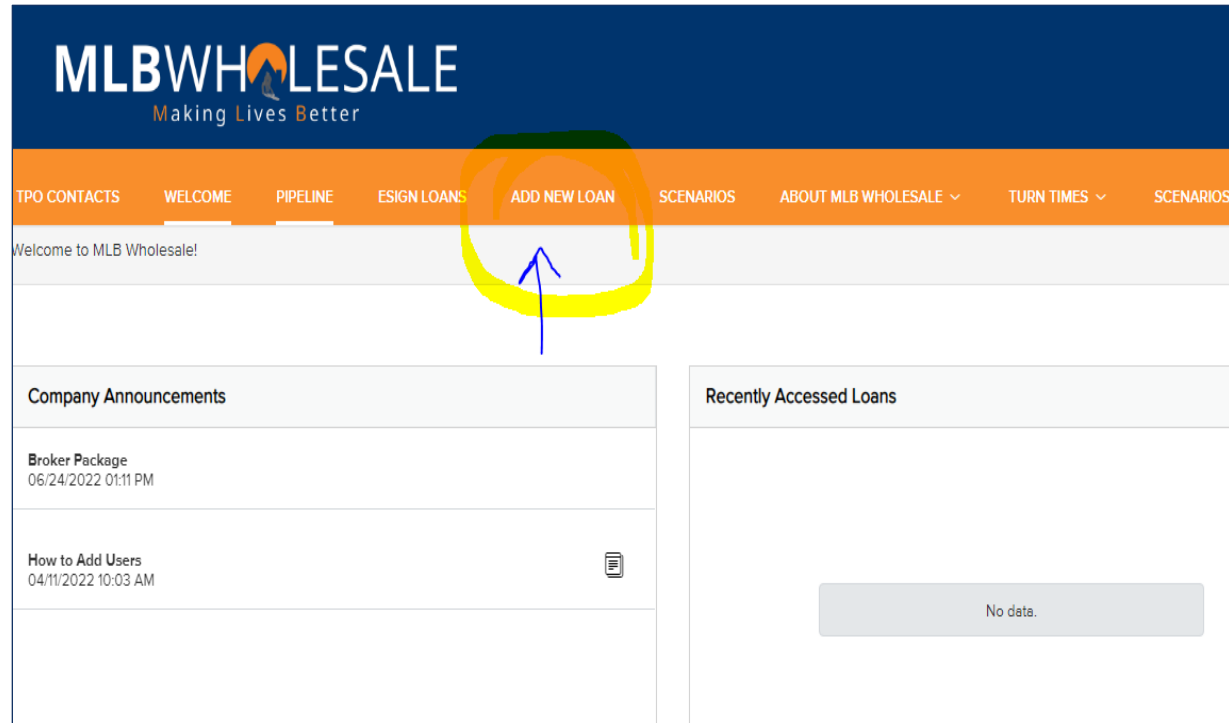 MLBWHOLESALE
Making Lives Better
TPO CONTACTS WELCOME PIPELINE ESIGN LOANS ADD NEW LOAN SCENARIOS ABOUT MLB WHOLESALE TURN TIMES SCENARIOS
Welcome to MLB Wholesale!
Company Announcements
Broker Package
06/24/2022 01:11 PM
How to Add Users
04/11/2022 10:03 AM
Recently Accessed Loans
No data.